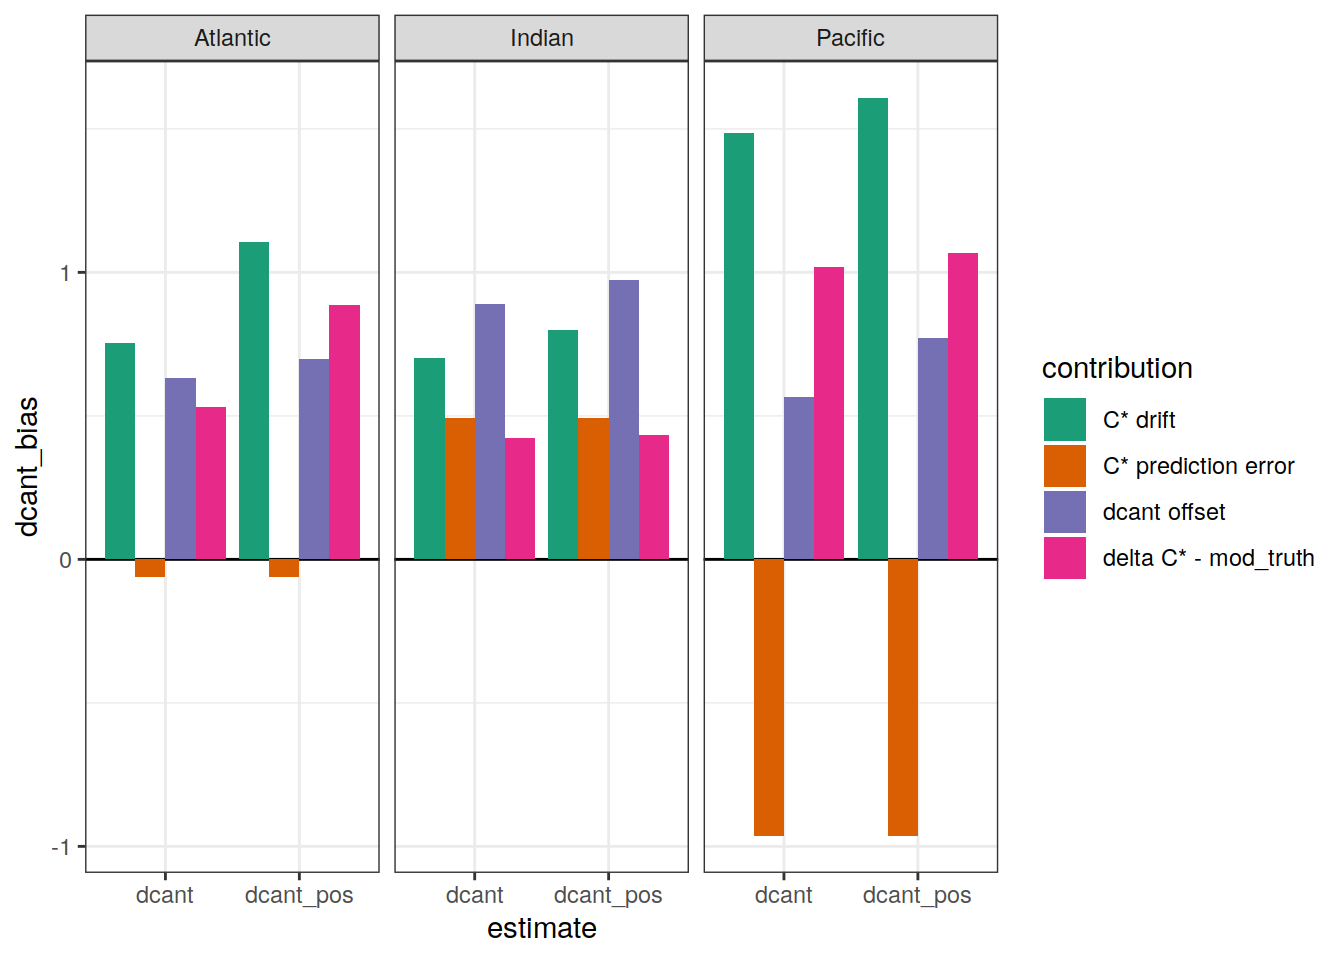 Atlantic
Indian
Pacific
1
0
-1
dcant_bias
dcant
dcant_pos
dcant
dcant_pos
dcant
dcant_pos
estimate
contribution
C* drift
C* prediction error
dcant offset
delta C* - mod_truth